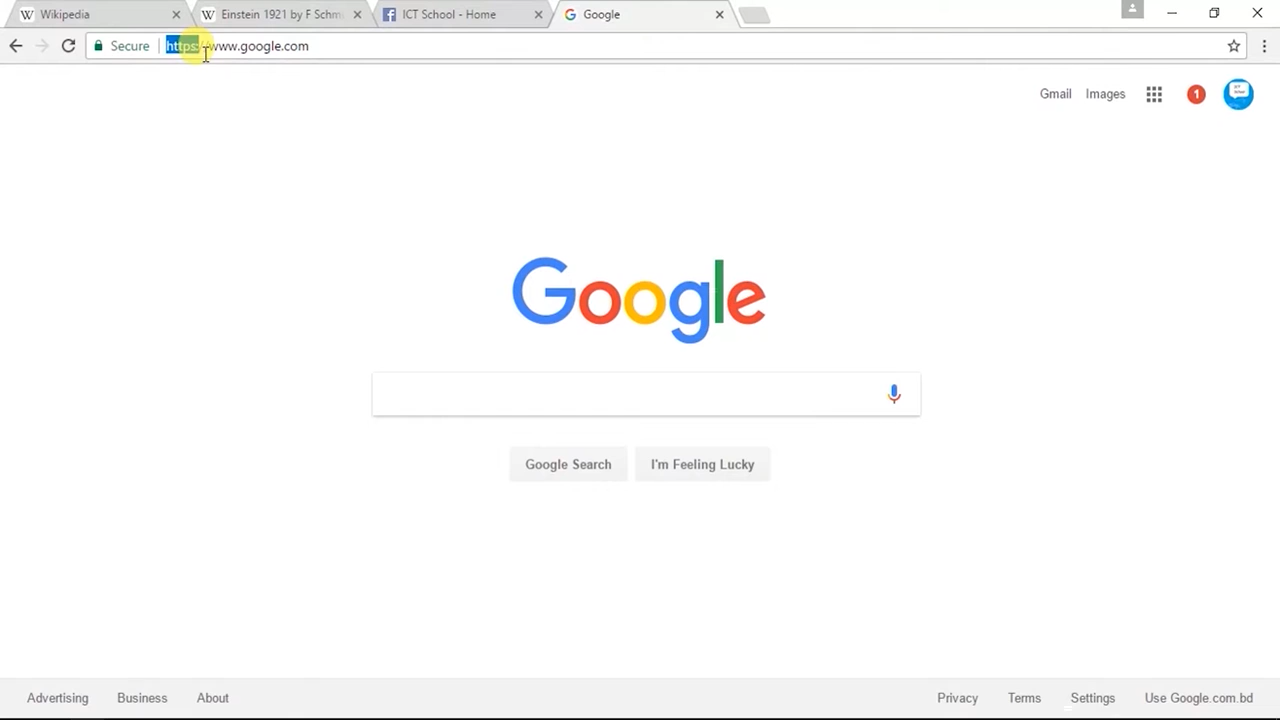 Wikipedia
Einstein 1921 by F Schm
ICT School - Home
Google
Secure
https://www.google.com
Gmail
Images
1
Google
Google Search
I'm Feeling Lucky
Advertising
Business
About
Privacy
Terms
Settings
Use Google.com.bd